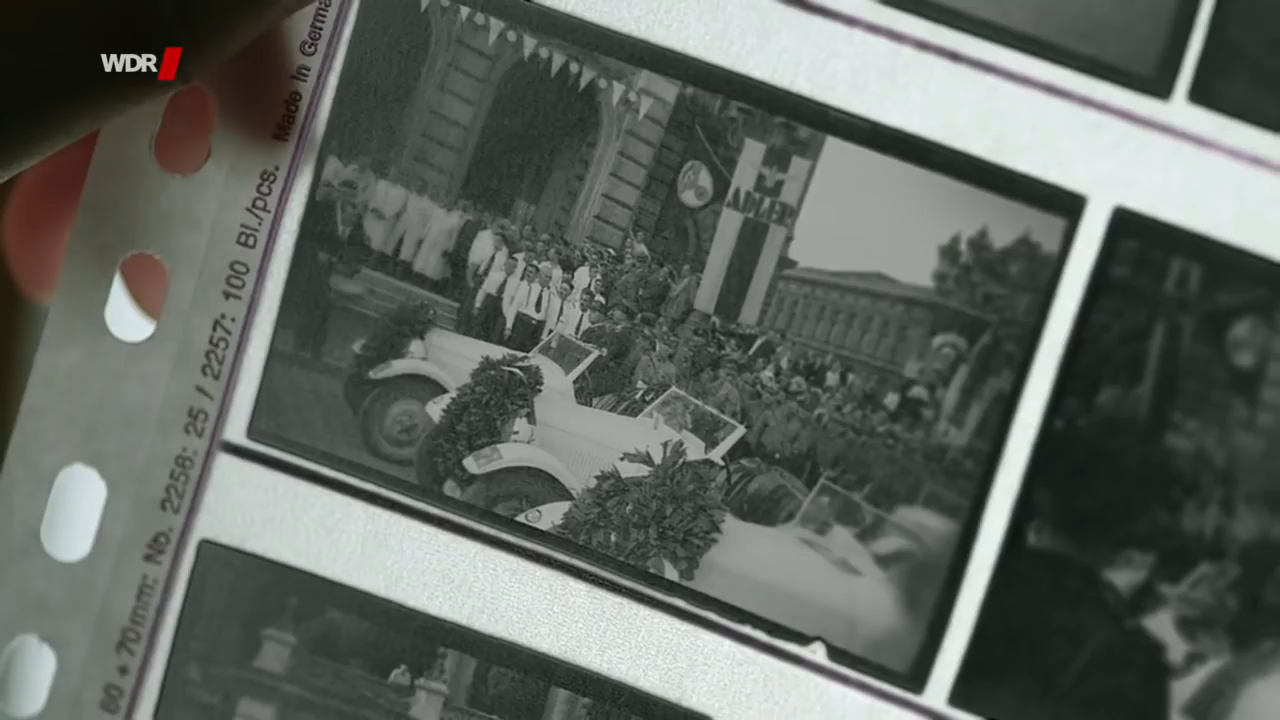 WDR
Made in Germa
60 + 70mm: No. 2256: 25 / 2257: 100 Bl./pcs.
ADLER